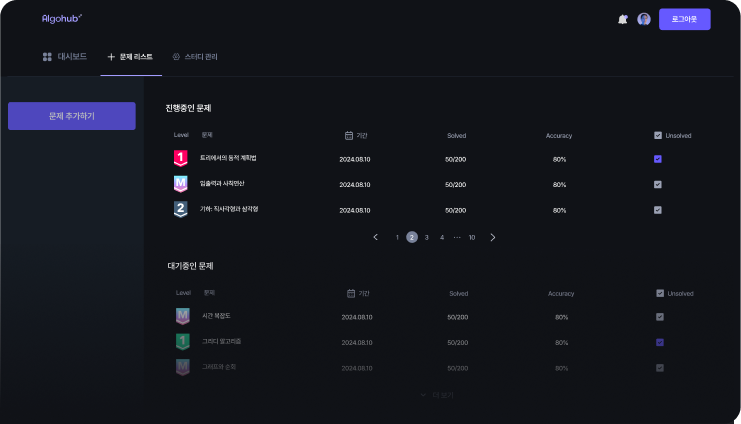 Algohub
로그아웃
대시보드
문제 리스트
스터디 관리
문제 추가하기
진행중인 문제
Level 문제 기간 Solved Accuracy Unsolved
1 트리에서의 동적 계획법 2024.08.10 50/200 80%
M 입출력과 사칙연산 2024.08.10 50/200 80%
2 기하: 직사각형과 삼각형 2024.08.10 50/200 80%
1 2 3 4 ··· 10
대기중인 문제
Level 문제 기간 Solved Accuracy Unsolved
M 시간 복잡도 2024.08.10 50/200 80%
1 그리디 알고리즘 2024.08.10 50/200 80%
M 그래프와 순회 2024.08.10 50/200 80%
더 보기